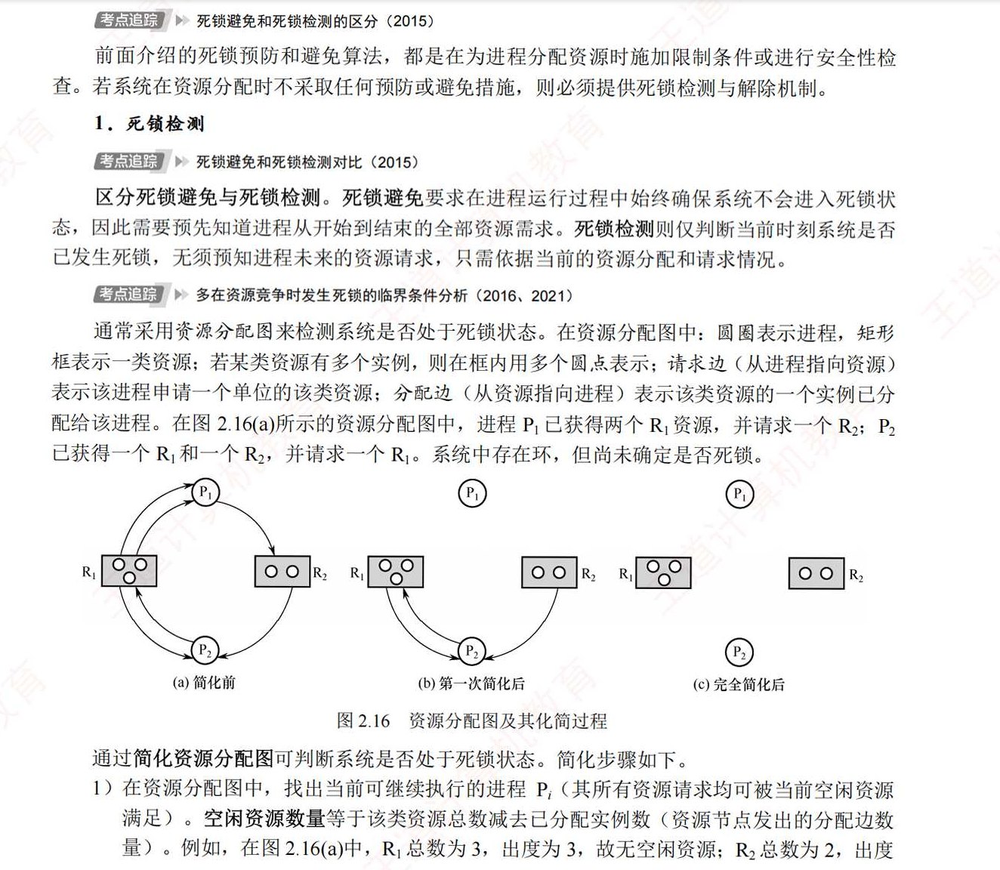 考点追踪 死锁避免和死锁检测的区分（2015）
前面介绍的死锁预防和避免算法，都是在为进程分配资源时施加限制条件或进行安全性检
查。若系统在资源分配时不采取任何预防或避免措施，则必须提供死锁检测与解除机制。
1．死锁检测
考点追踪 死锁避免和死锁检测对比（2015）
区分死锁避免与死锁检测。死锁避免要求在进程运行过程中始终确保系统不会进入死锁状
态，因此需要预先知道进程从开始到结束的全部资源需求。死锁检测则仅判断当前时刻系统是否
已发生死锁，无须预知进程未来的资源请求，只需依据当前的资源分配和请求情况。
考点追踪 多在资源竞争时发生死锁的临界条件分析（2016、2021）
通常采用资源分配图来检测系统是否处于死锁状态。在资源分配图中：圆圈表示进程，矩形
框表示一类资源；若某类资源有多个实例，则在框内用多个圆点表示；请求边（从进程指向资源）
表示该进程申请一个单位的该类资源；分配边（从资源指向进程）表示该类资源的一个实例已分
配给该进程。在图 2.16(a)所示的资源分配图中，进程 P₁ 已获得两个 R₁ 资源，并请求一个 R₂；P₂
已获得一个 R₁ 和一个 R₂，并请求一个 R₁。系统中存在环，但尚未确定是否死锁。
P₁ P₁ P₁
R₁ R₂ R₁ R₂ R₁ R₂
P₂ P₂ P₂
(a) 简化前 (b) 第一次简化后 (c) 完全简化后
图 2.16 资源分配图及其化简过程
通过简化资源分配图可判断系统是否处于死锁状态。简化步骤如下。
1）在资源分配图中，找出当前可继续执行的进程 Pᵢ（其所有资源请求均可被当前空闲资源
满足）。空闲资源数量等于该类资源总数减去已分配实例数（资源节点发出的分配边数
量）。例如，在图 2.16(a)中，R₁ 总数为 3，出度为 3，故无空闲资源；R₂ 总数为 2，出度
王道计算机教育